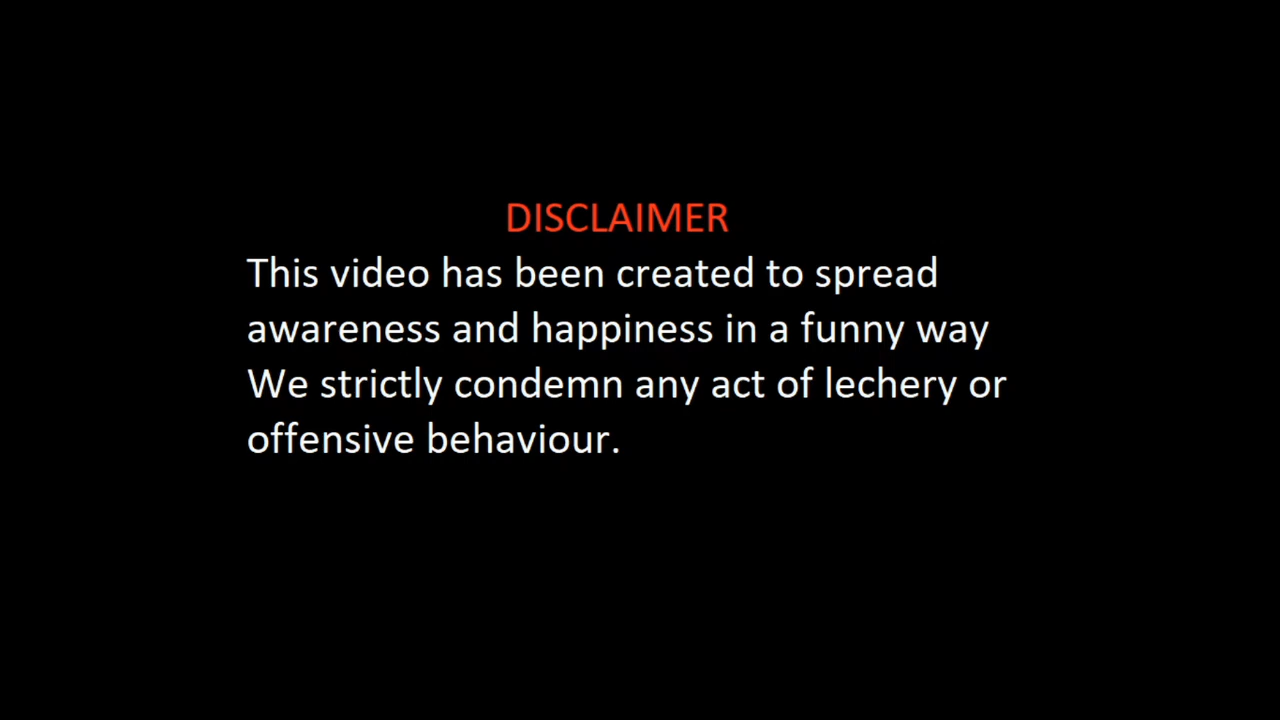 DISCLAIMER
This video has been created to spread
awareness and happiness in a funny way
We strictly condemn any act of lechery or
offensive behaviour.